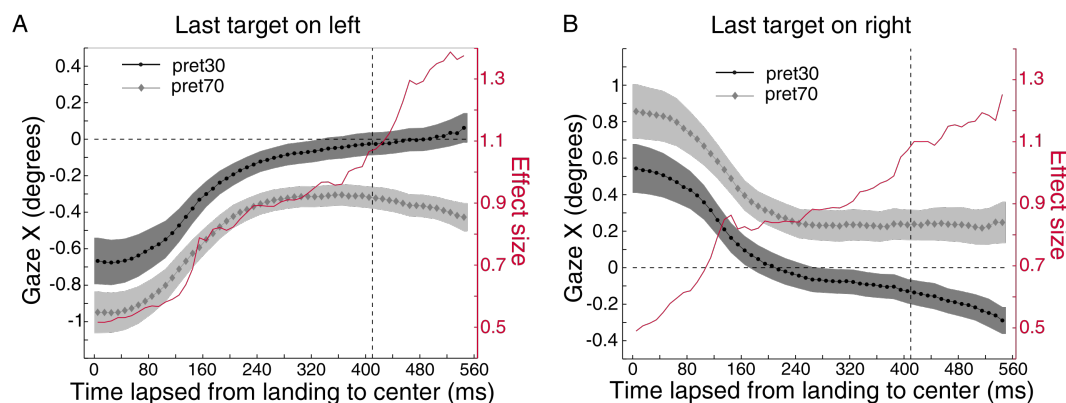 A
Last target on left
0.4
0.2
0
-0.2
-0.4
-0.6
-0.8
-1
Gaze X (degrees)
pret30
pret70
1.3
1.1
0.9
0.7
0.5
Effect size
0 80 160 240 320 400 480 560
Time lapsed from landing to center (ms)
B
Last target on right
1
0.8
0.6
0.4
0.2
0
-0.2
-0.4
Gaze X (degrees)
pret30
pret70
1.3
1.1
0.9
0.7
0.5
Effect size
0 80 160 240 320 400 480 560
Time lapsed from landing to center (ms)